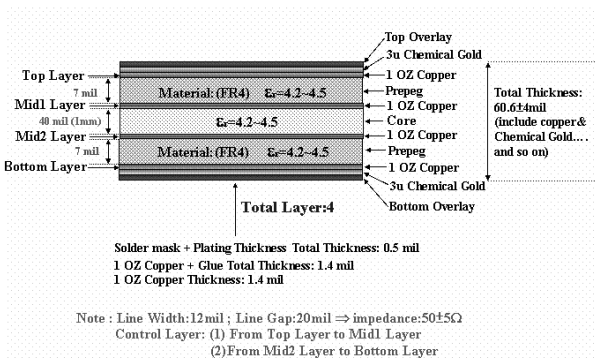 Top Overlay
3u Chemical Gold
Top Layer
1 OZ Copper
7 mil
Material: (FR4) εr=4.2~4.5
Prepeg
Mid1 Layer
1 OZ Copper
40 mil (1mm)
εr=4.2~4.5
Core
Mid2 Layer
1 OZ Copper
7 mil
Material: (FR4) εr=4.2~4.5
Prepeg
Bottom Layer
1 OZ Copper
3u Chemical Gold
Bottom Overlay
Total Thickness:
60.6±4mil
(include copper&
Chemical Gold….
and so on)
Total Layer:4
Solder mask + Plating Thickness Total Thickness: 0.5 mil
1 OZ Copper + Glue Total Thickness: 1.4 mil
1 OZ Copper Thickness: 1.4 mil
Note : Line Width:12mil ; Line Gap:20mil ⇒ impedance:50±5Ω
Control Layer: (1) From Top Layer to Mid1 Layer
(2)From Mid2 Layer to Bottom Layer